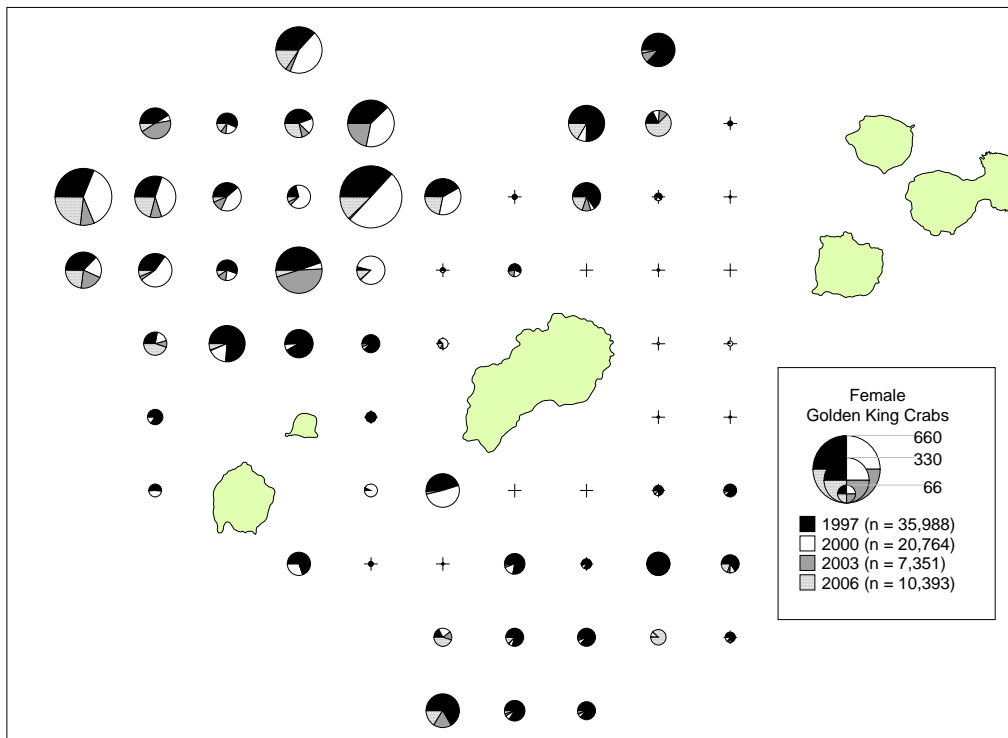 Female
Golden King Crabs
660
330
66
1997 (n = 35,988)
2000 (n = 20,764)
2003 (n = 7,351)
2006 (n = 10,393)